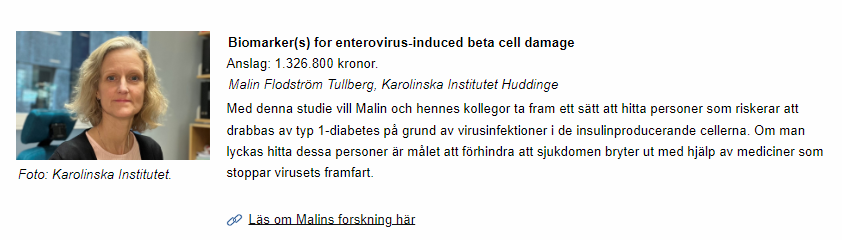 Biomarker(s) for enterovirus-induced beta cell damage
Anslag: 1.326.800 kronor.
Malin Flodström Tullberg, Karolinska Institutet Huddinge
Med denna studie vill Malin och hennes kollegor ta fram ett sätt att hitta personer som riskerar att
drabbas av typ 1-diabetes på grund av virusinfektioner i de insulinproducerande cellerna. Om man
lyckas hitta dessa personer är målet att förhindra att sjukdomen bryter ut med hjälp av mediciner som
stoppar virusets framfart.
Foto: Karolinska Institutet.
Läs om Malins forskning här